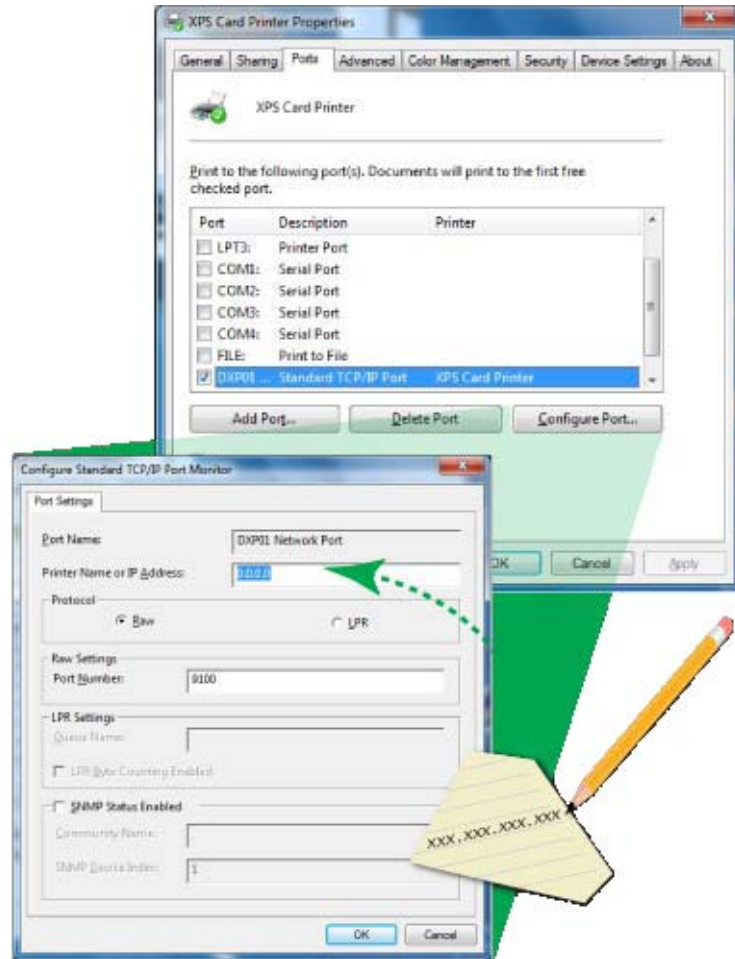 XPS Card Printer Properties
General Sharing Ports Advanced Color Management Security Device Settings About
XPS Card Printer
Print to the following port(s). Documents will print to the first free
checked port.
Port Description Printer
LPT3: Printer Port
COM1: Serial Port
COM2: Serial Port
COM3: Serial Port
COM4: Serial Port
FILE: Print to File
DXP01 ... Standard TCP/IP Port XPS Card Printer
Add Port... Delete Port Configure Port...
OK Cancel Apply
Configure Standard TCP/IP Port Monitor
Port Settings
Port Name: DXP01 Network Port
Printer Name or IP Address: 0.0.0.0
Protocol
Raw LPR
Raw Settings
Port Number: 9100
LPR Settings
Queue Name:
LPR Byte Counting Enabled
SNMP Status Enabled
Community Name:
SNMP Device Index: 1
OK Cancel
xxx.xxx.xxx.xxx